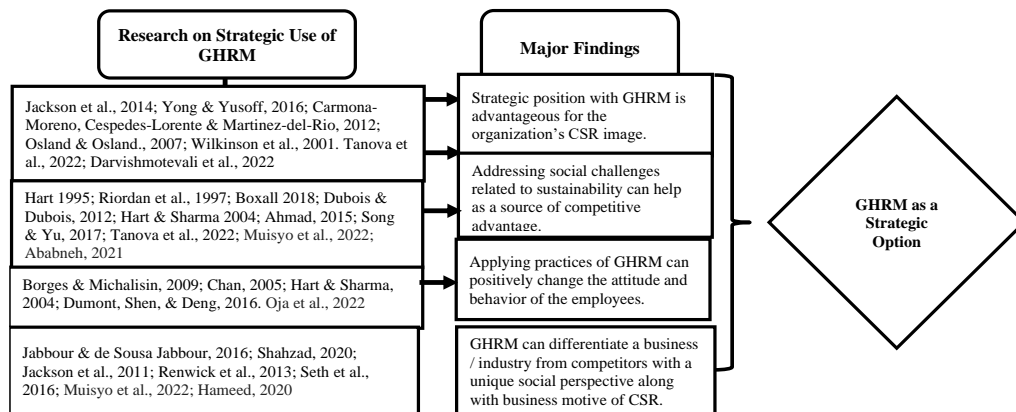 Research on Strategic Use of
GHRM
Jackson et al., 2014; Yong & Yusoff, 2016; Carmona-
Moreno, Cespedes-Lorente & Martinez-del-Rio, 2012;
Osland & Osland., 2007; Wilkinson et al., 2001. Tanova et
al., 2022; Darvishmotevali et al., 2022
Hart 1995; Riordan et al., 1997; Boxall 2018; Dubois &
Dubois, 2012; Hart & Sharma 2004; Ahmad, 2015; Song
& Yu, 2017; Tanova et al., 2022; Muisyo et al., 2022;
Ababneh, 2021
Borges & Michalisin, 2009; Chan, 2005; Hart & Sharma,
2004; Dumont, Shen, & Deng, 2016. Oja et al., 2022
Jabbour & de Sousa Jabbour, 2016; Shahzad, 2020;
Jackson et al., 2011; Renwick et al., 2013; Seth et al.,
2016; Muisyo et al., 2022; Hameed, 2020
Major Findings
Strategic position with GHRM is
advantageous for the
organization’s CSR image.
Addressing social challenges
related to sustainability can help
as a source of competitive
advantage.
Applying practices of GHRM can
positively change the attitude and
behavior of the employees.
GHRM can differentiate a business
/ industry from competitors with a
unique social perspective along
with business motive of CSR.
GHRM as a
Strategic
Option